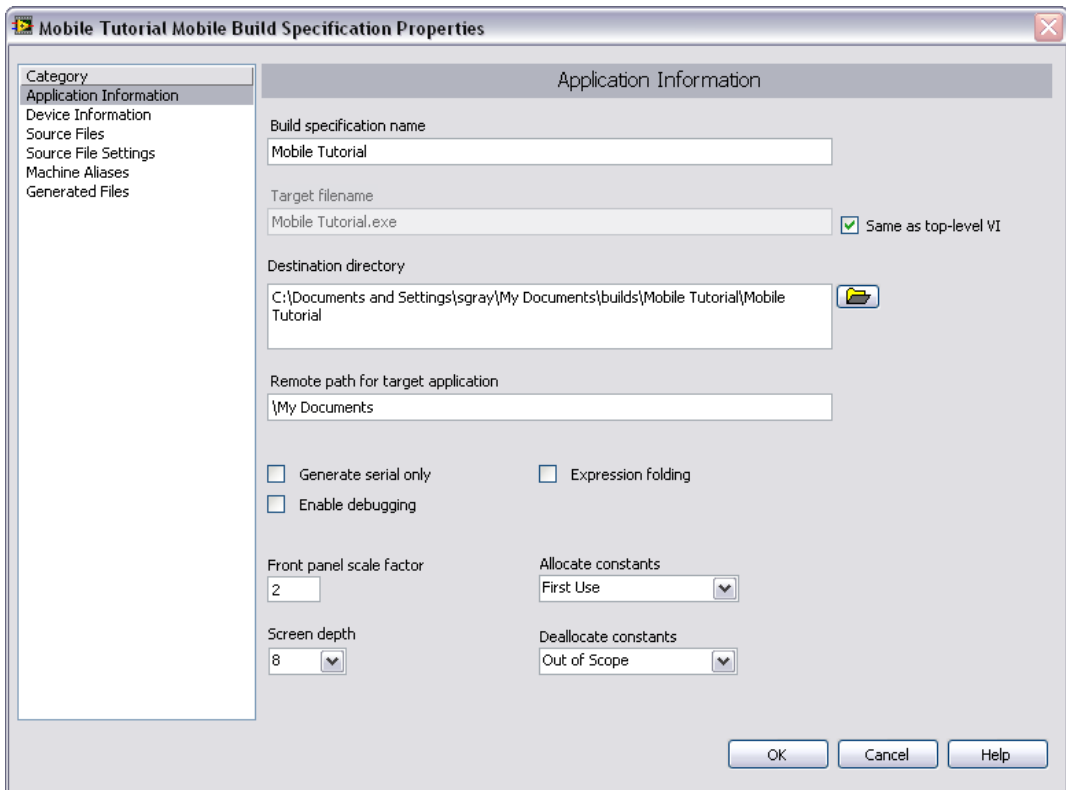 Mobile Tutorial Mobile Build Specification Properties
Category
Application Information
Device Information
Source Files
Source File Settings
Machine Aliases
Generated Files
Application Information
Build specification name
Mobile Tutorial
Target filename
Mobile Tutorial.exe
Same as top-level VI
Destination directory
C:\Documents and Settings\sgray\My Documents\builds\Mobile Tutorial\Mobile
Tutorial
Remote path for target application
\My Documents
Generate serial only
Expression folding
Enable debugging
Front panel scale factor
2
Allocate constants
First Use
Screen depth
8
Deallocate constants
Out of Scope
OK
Cancel
Help